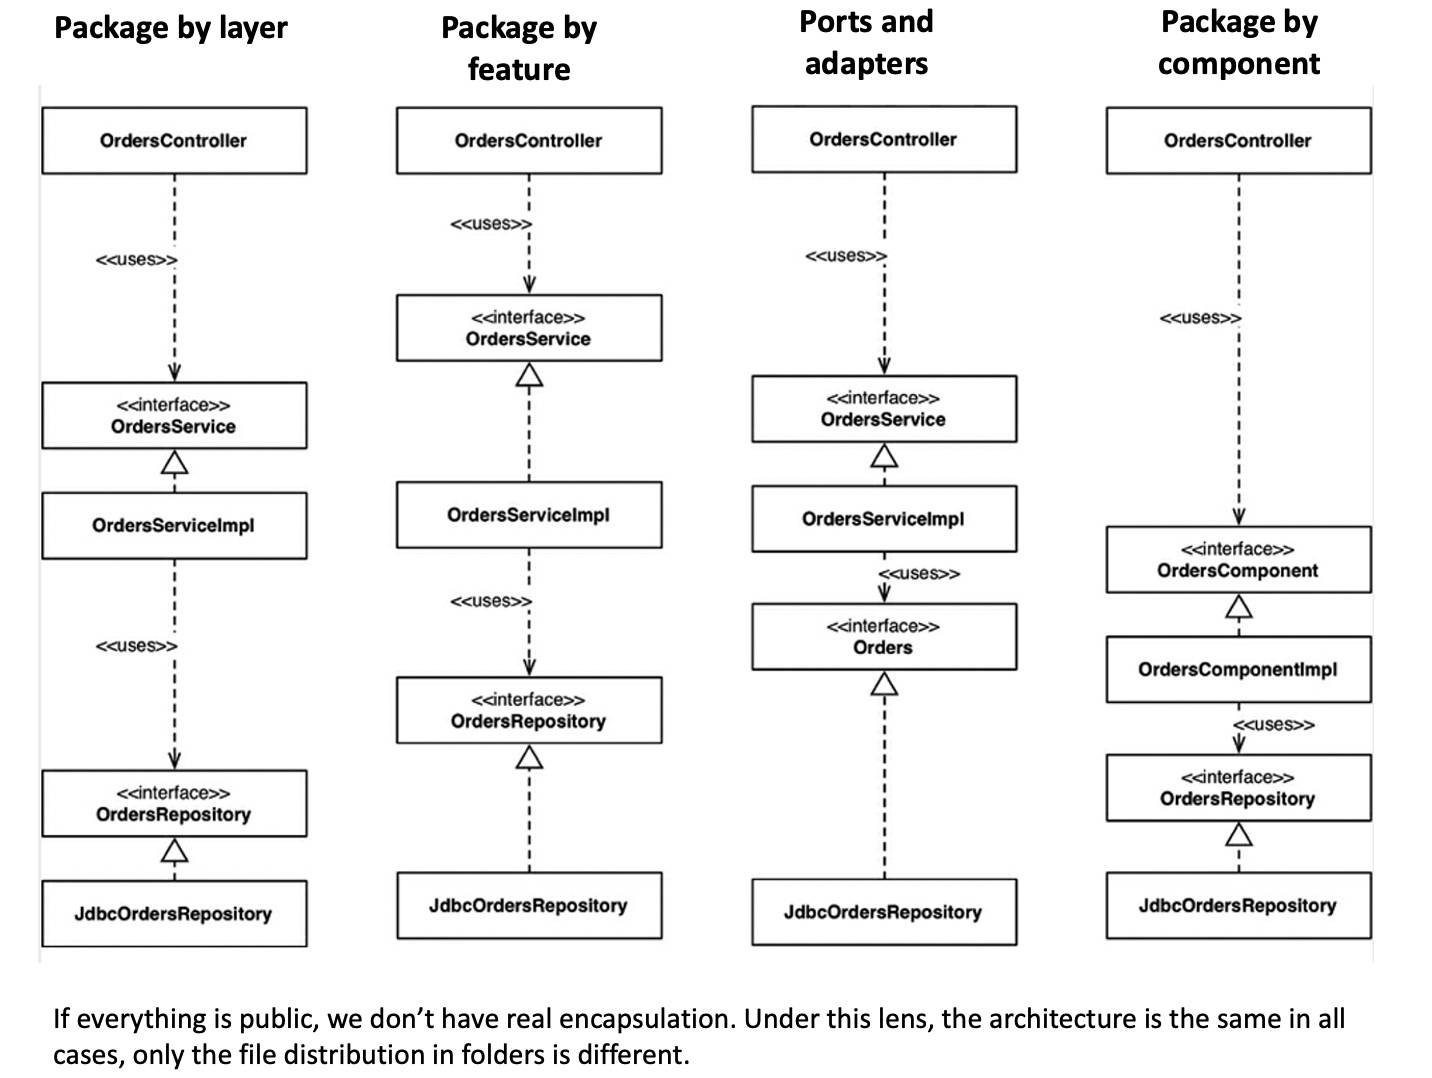 Package by layer
OrdersController
<<uses>>
<<interface>>
OrdersService
OrdersServiceImpl
<<uses>>
<<interface>>
OrdersRepository
JdbcOrdersRepository
Package by
feature
OrdersController
<<uses>>
<<interface>>
OrdersService
OrdersServiceImpl
<<uses>>
<<interface>>
OrdersRepository
JdbcOrdersRepository
Ports and
adapters
OrdersController
<<uses>>
<<interface>>
OrdersService
OrdersServiceImpl
<<uses>>
<<interface>>
Orders
JdbcOrdersRepository
Package by
component
OrdersController
<<uses>>
<<interface>>
OrdersComponent
OrdersComponentImpl
<<uses>>
<<interface>>
OrdersRepository
JdbcOrdersRepository
If everything is public, we don’t have real encapsulation. Under this lens, the architecture is the same in all
cases, only the file distribution in folders is different.